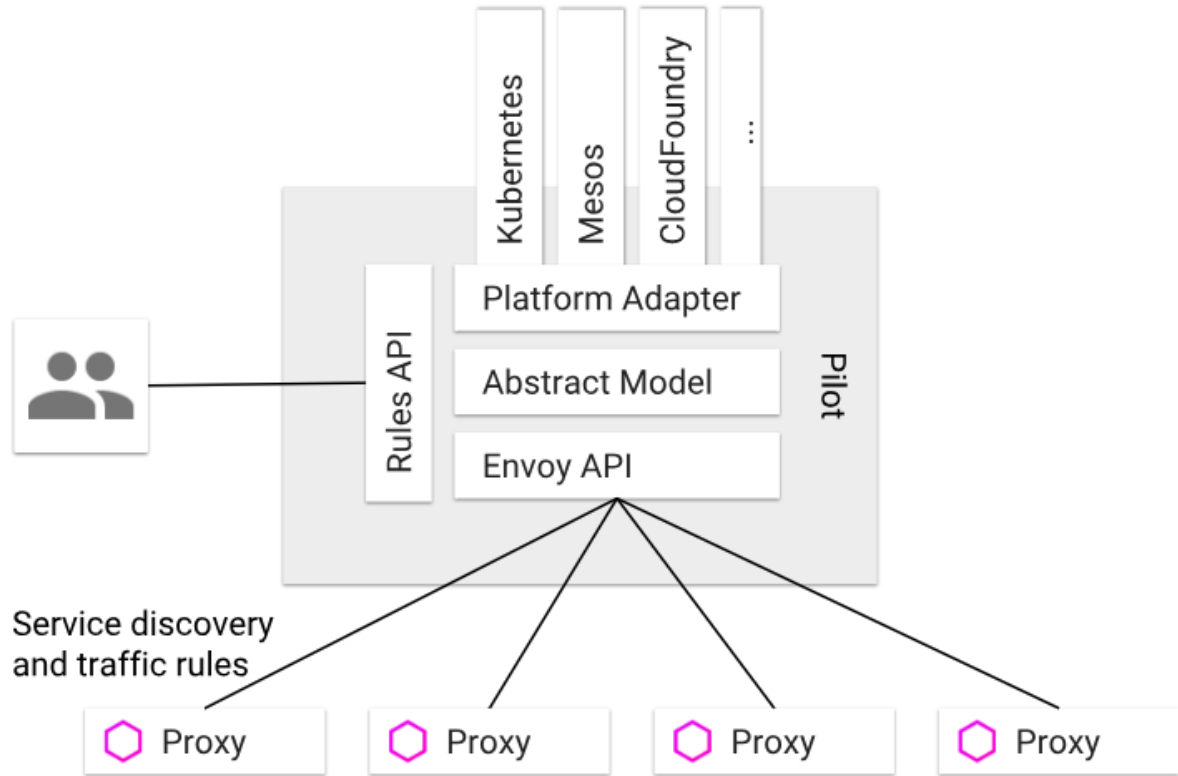 Kubernetes
Mesos
CloudFoundry
...
Platform Adapter
Rules API
Abstract Model
Pilot
Envoy API
Service discovery
and traffic rules
Proxy
Proxy
Proxy
Proxy